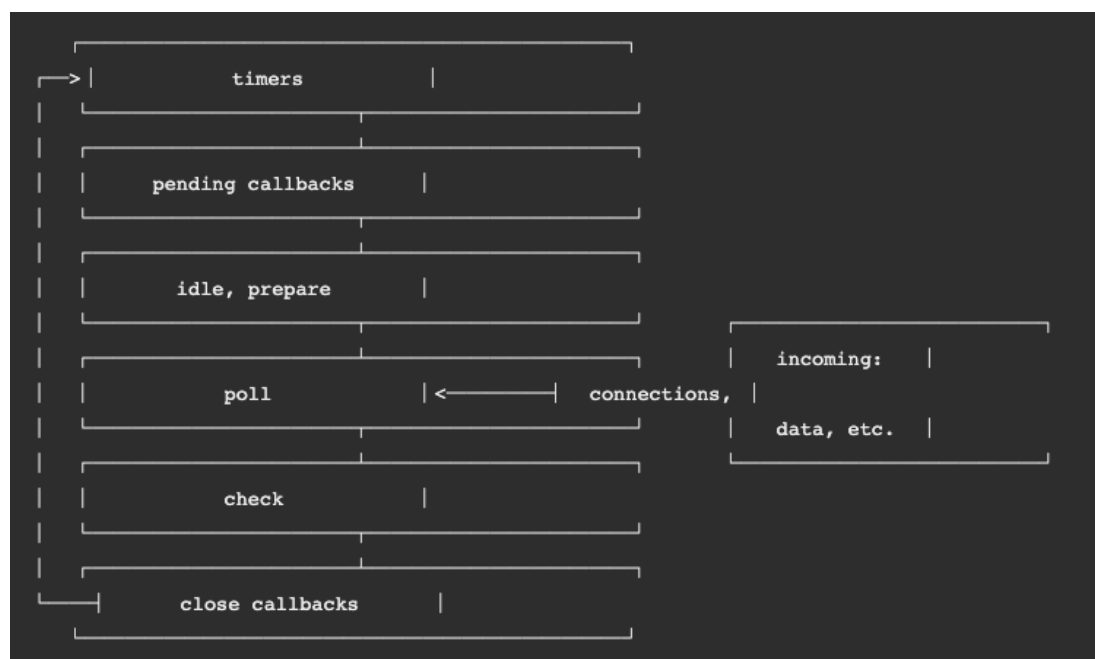 timers
pending callbacks
idle, prepare
incoming:
poll
connections,
data, etc.
check
close callbacks